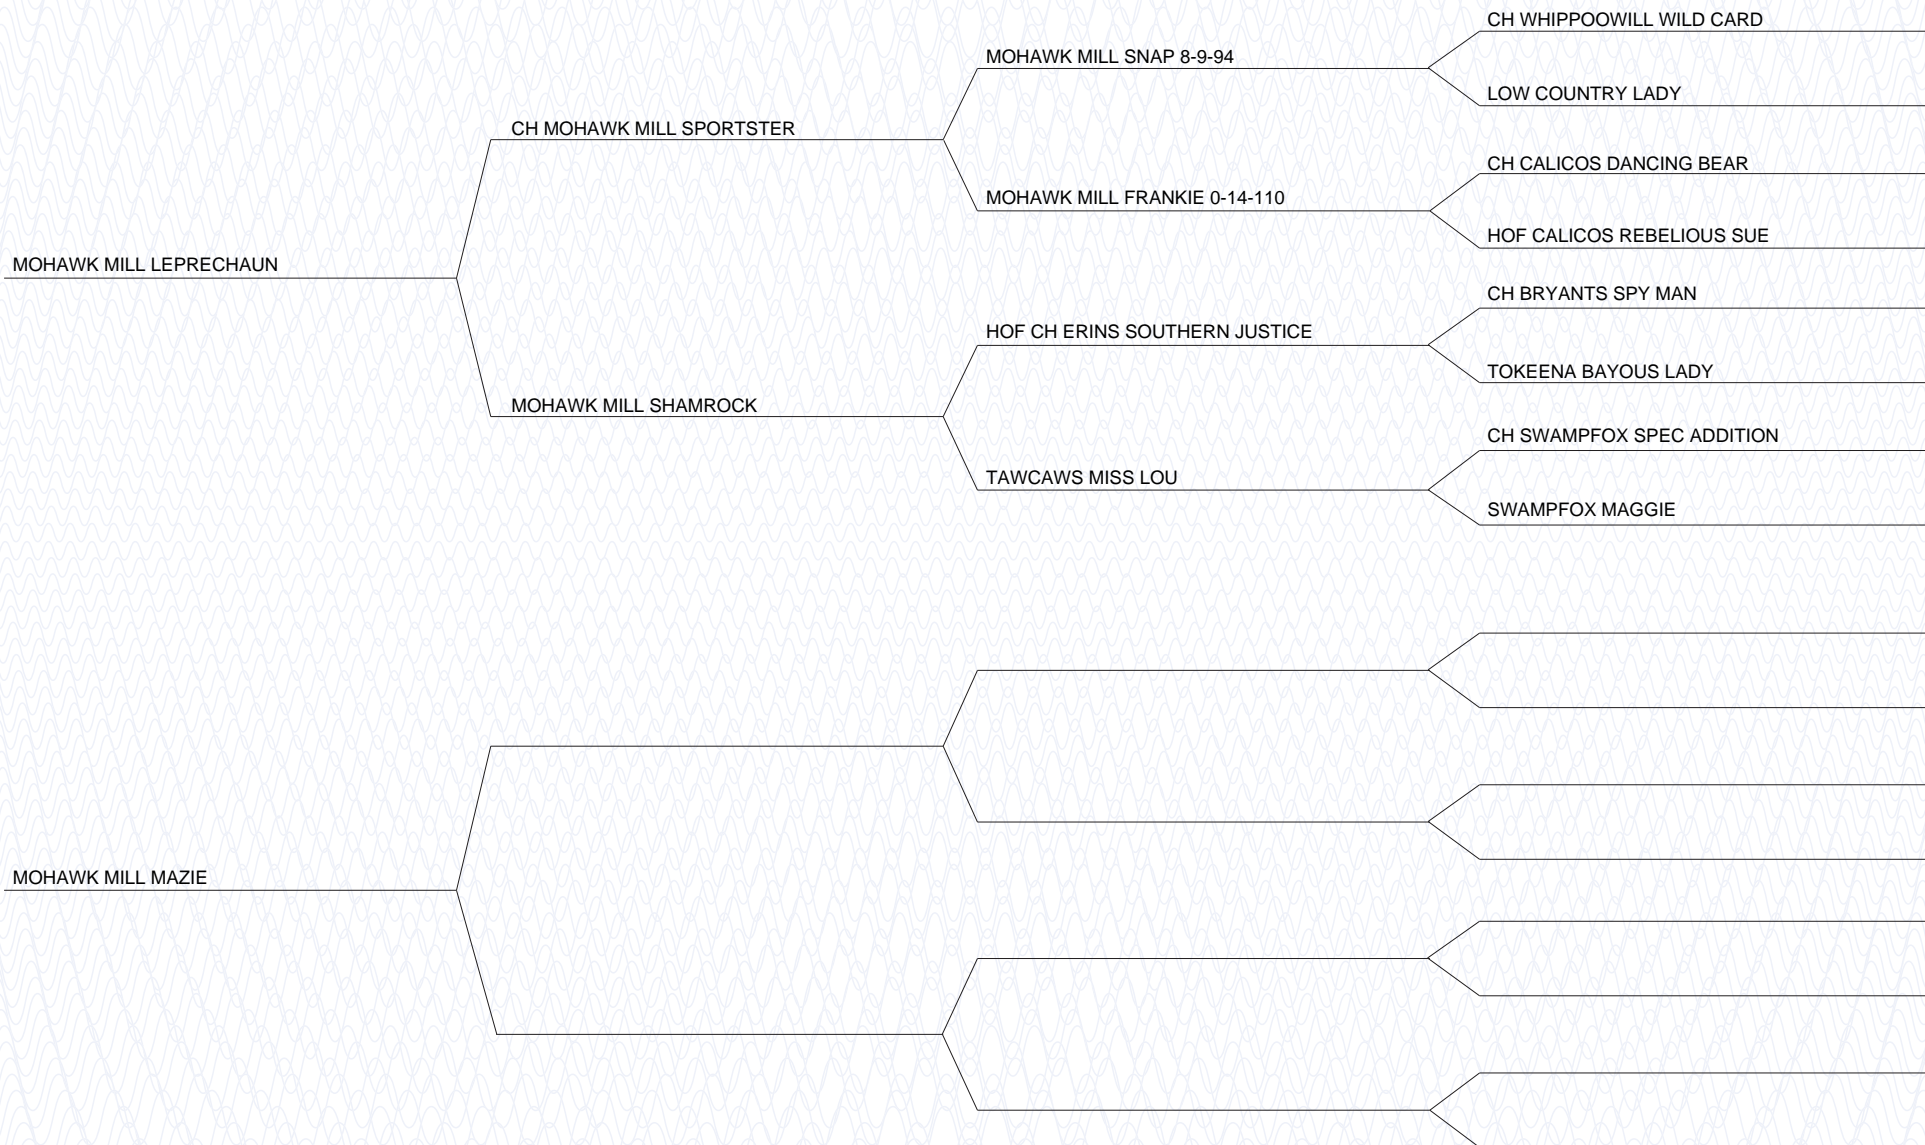 CH WHIPPOOWILL WILD CARD
MOHAWK MILL SNAP 8-9-94
LOW COUNTRY LADY
CH MOHAWK MILL SPORTSTER
CH CALICOS DANCING BEAR
MOHAWK MILL FRANKIE 0-14-110
HOF CALICOS REBELIOUS SUE
MOHAWK MILL LEPRECHAUN
CH BRYANTS SPY MAN
HOF CH ERINS SOUTHERN JUSTICE
TOKEENA BAYOUS LADY
MOHAWK MILL SHAMROCK
CH SWAMPFOX SPEC ADDITION
TAWCAWS MISS LOU
SWAMPFOX MAGGIE
MOHAWK MILL MAZIE